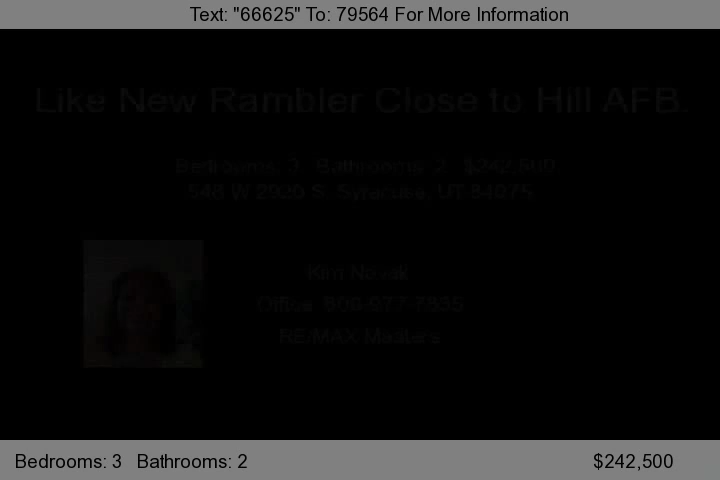 Text: "66625" To: 79564 For More Information
Like New Rambler Close to Hill AFB.
Bedrooms: 3 Bathrooms: 2 $242,500
548 W 2920 S, Syracuse, UT 84075
Kim Novak
Office: 800-977-7835
RE/MAX Masters
Bedrooms: 3 Bathrooms: 2 $242,500